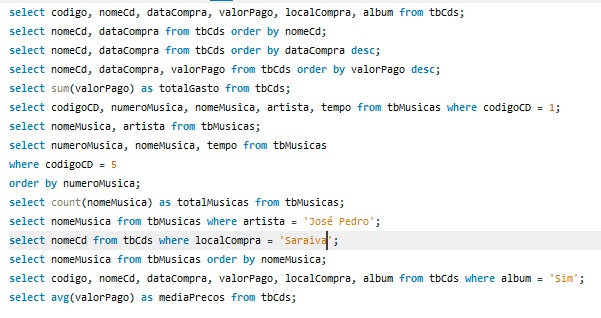 select codigo, nomeCd, dataCompra, valorPago, localCompra, album from tbCds;
select nomeCd, dataCompra from tbCds order by nomeCd;
select nomeCd, dataCompra from tbCds order by dataCompra desc;
select nomeCd, dataCompra, valorPago from tbCds order by valorPago desc;
select sum(valorPago) as totalGasto from tbCds;
select codigoCD, numeroMusica, nomeMusica, artista, tempo from tbMusicas where codigoCD = 1;
select nomeMusica, artista from tbMusicas;
select numeroMusica, nomeMusica, tempo from tbMusicas
where codigoCD = 5
order by numeroMusica;
select count(nomeMusica) as totalMusicas from tbMusicas;
select nomeMusica from tbMusicas where artista = 'José Pedro';
select nomeCd from tbCds where localCompra = 'Saraiva';
select nomeMusica from tbMusicas order by nomeMusica;
select codigo, nomeCd, dataCompra, valorPago, localCompra, album from tbCds where album = 'Sim';
select avg(valorPago) as mediaPrecos from tbCds;